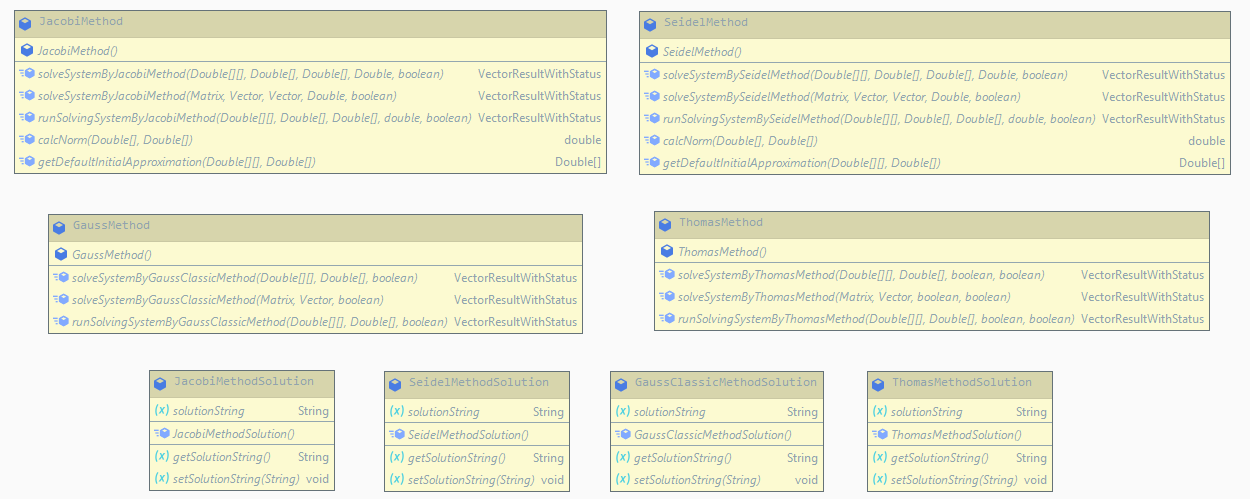 JacobiMethod
JacobiMethod()
solveSystemByJacobiMethod(Double[][], Double[], Double[], Double, boolean) VectorResultWithStatus
solveSystemByJacobiMethod(Matrix, Vector, Vector, Double, boolean) VectorResultWithStatus
runSolvingSystemByJacobiMethod(Double[][], Double[], Double[], double, boolean) VectorResultWithStatus
calcNorm(Double[], Double[]) double
getDefaultInitialApproximation(Double[][], Double[]) Double[]
SeidelMethod
SeidelMethod()
solveSystemBySeidelMethod(Double[][], Double[], Double[], Double, boolean) VectorResultWithStatus
solveSystemBySeidelMethod(Matrix, Vector, Vector, Double, boolean) VectorResultWithStatus
runSolvingSystemBySeidelMethod(Double[][], Double[], Double[], double, boolean) VectorResultWithStatus
calcNorm(Double[], Double[]) double
getDefaultInitialApproximation(Double[][], Double[]) Double[]
GaussMethod
GaussMethod()
solveSystemByGaussClassicMethod(Double[][], Double[], boolean) VectorResultWithStatus
solveSystemByGaussClassicMethod(Matrix, Vector, boolean) VectorResultWithStatus
runSolvingSystemByGaussClassicMethod(Double[][], Double[], boolean) VectorResultWithStatus
ThomasMethod
ThomasMethod()
solveSystemByThomasMethod(Double[][], Double[], boolean, boolean) VectorResultWithStatus
solveSystemByThomasMethod(Matrix, Vector, boolean, boolean) VectorResultWithStatus
runSolvingSystemByThomasMethod(Double[][], Double[], boolean, boolean) VectorResultWithStatus
JacobiMethodSolution
(x) solutionString String
JacobiMethodSolution()
(x) getSolutionString() String
(x) setSolutionString(String) void
SeidelMethodSolution
(x) solutionString String
SeidelMethodSolution()
(x) getSolutionString() String
(x) setSolutionString(String) void
GaussClassicMethodSolution
(x) solutionString String
GaussClassicMethodSolution()
(x) getSolutionString() String
(x) setSolutionString(String) void
ThomasMethodSolution
(x) solutionString String
ThomasMethodSolution()
(x) getSolutionString() String
(x) setSolutionString(String) void